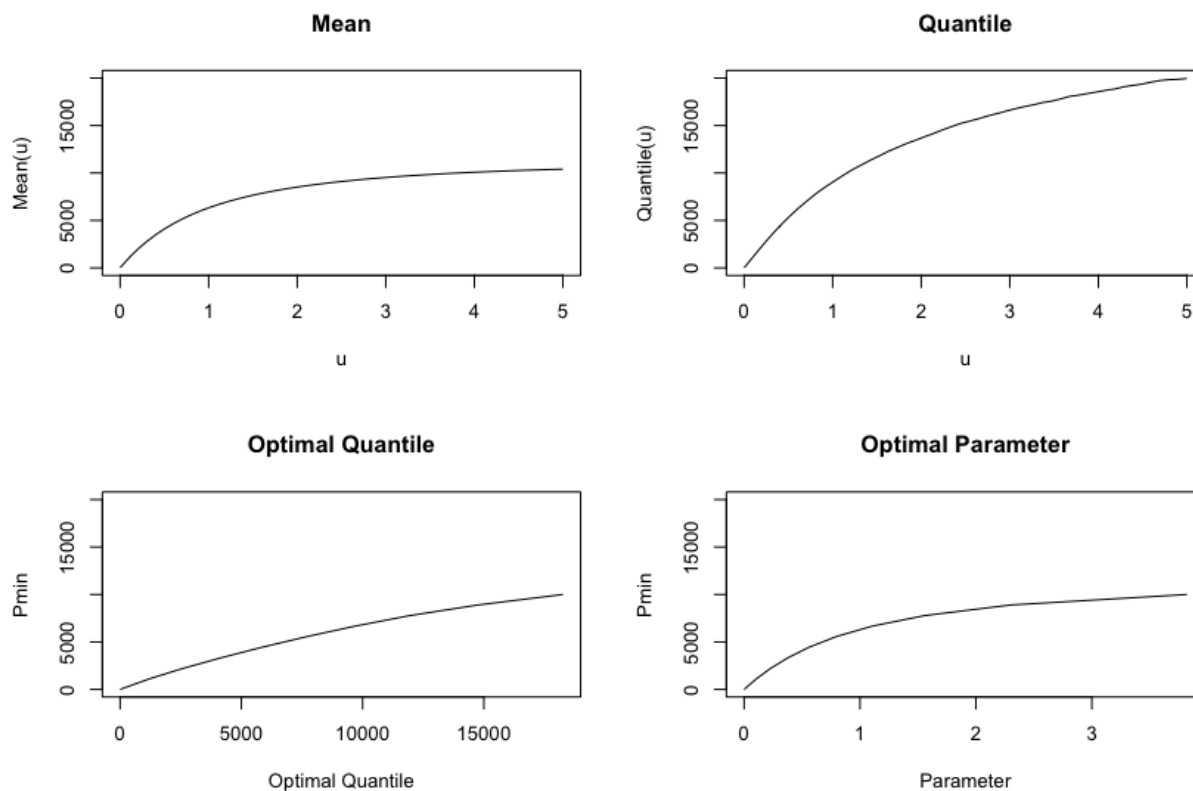 Mean
Mean(u)
0 5000 15000
0 1 2 3 4 5
u
Quantile
Quantile(u)
0 5000 15000
0 1 2 3 4 5
u
Optimal Quantile
Pmin
0 5000 15000
0 5000 10000 15000
Optimal Quantile
Optimal Parameter
Pmin
0 5000 15000
0 1 2 3
Parameter